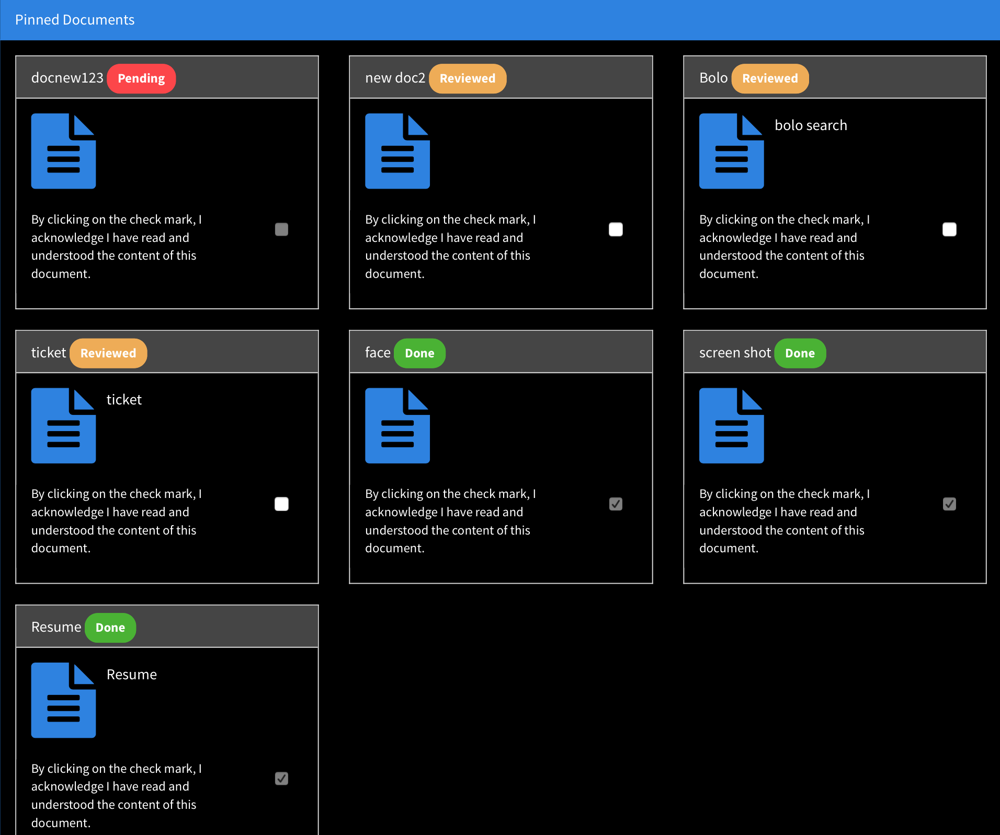 Pinned Documents
docnew123 Pending
By clicking on the check mark, I
acknowledge I have read and
understood the content of this
document.
new doc2 Reviewed
By clicking on the check mark, I
acknowledge I have read and
understood the content of this
document.
Bolo Reviewed
bolo search
By clicking on the check mark, I
acknowledge I have read and
understood the content of this
document.
ticket Reviewed
ticket
By clicking on the check mark, I
acknowledge I have read and
understood the content of this
document.
face Done
By clicking on the check mark, I
acknowledge I have read and
understood the content of this
document.
screen shot Done
By clicking on the check mark, I
acknowledge I have read and
understood the content of this
document.
Resume Done
Resume
By clicking on the check mark, I
acknowledge I have read and
understood the content of this
document.